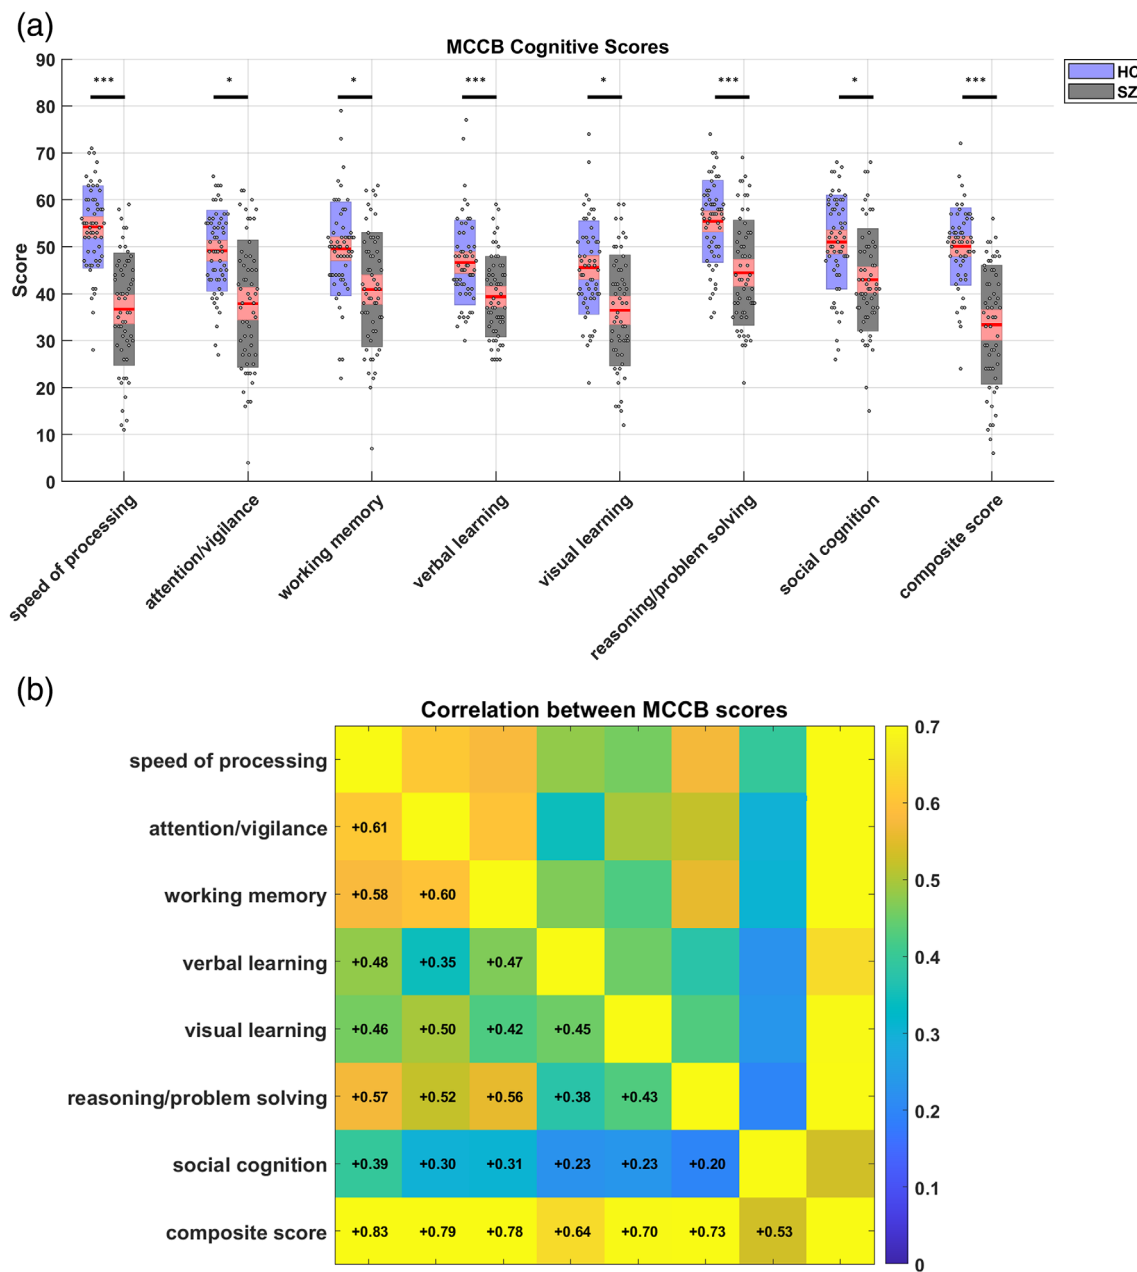 (a)
MCCB Cognitive Scores
HC
SZ
90
80
70
60
50
40
30
20
10
0
Score
*** * * *** * *** * ***
speed of processing
attention/vigilance
working memory
verbal learning
visual learning
reasoning/problem solving
social cognition
composite score
(b)
Correlation between MCCB scores
speed of processing
attention/vigilance +0.61
working memory +0.58 +0.60
verbal learning +0.48 +0.35 +0.47
visual learning +0.46 +0.50 +0.42 +0.45
reasoning/problem solving +0.57 +0.52 +0.56 +0.38 +0.43
social cognition +0.39 +0.30 +0.31 +0.23 +0.23 +0.20
composite score +0.83 +0.79 +0.78 +0.64 +0.70 +0.73 +0.53
0.7
0.6
0.5
0.4
0.3
0.2
0.1
0